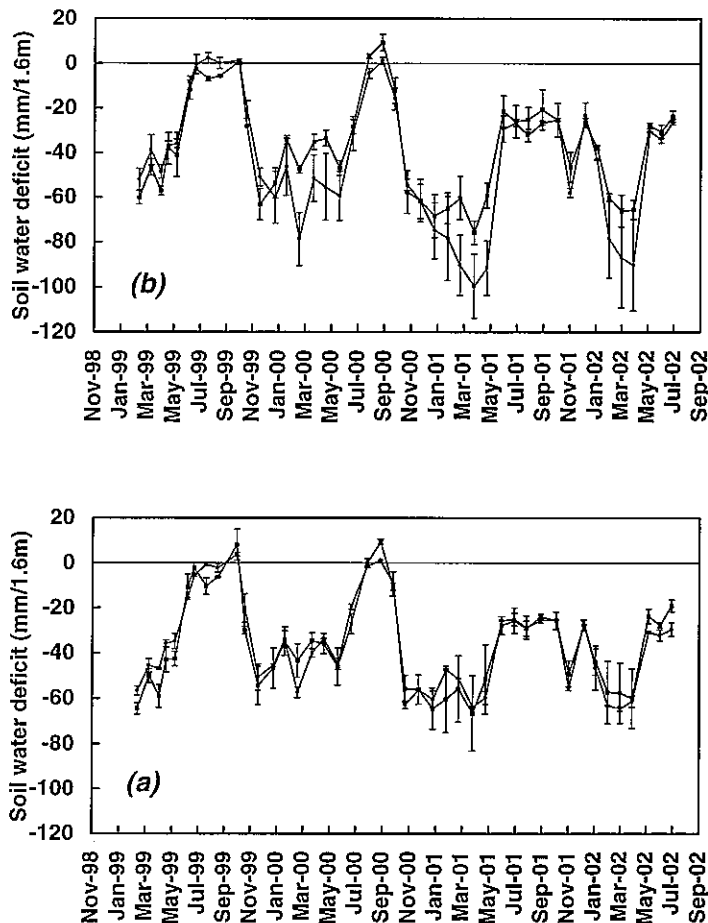 Soil water deficit (mm/1.6m)
20
0
-20
-40
-60
-80
-100
-120
(b)
Nov-98
Jan-99
Mar-99
May-99
Jul-99
Sep-99
Nov-99
Jan-00
Mar-00
May-00
Jul-00
Sep-00
Nov-00
Jan-01
Mar-01
May-01
Jul-01
Sep-01
Nov-01
Jan-02
Mar-02
May-02
Jul-02
Sep-02
Soil water deficit (mm/1.6m)
20
0
-20
-40
-60
-80
-100
-120
(a)
Nov-98
Jan-99
Mar-99
May-99
Jul-99
Sep-99
Nov-99
Jan-00
Mar-00
May-00
Jul-00
Sep-00
Nov-00
Jan-01
Mar-01
May-01
Jul-01
Sep-01
Nov-01
Jan-02
Mar-02
May-02
Jul-02
Sep-02